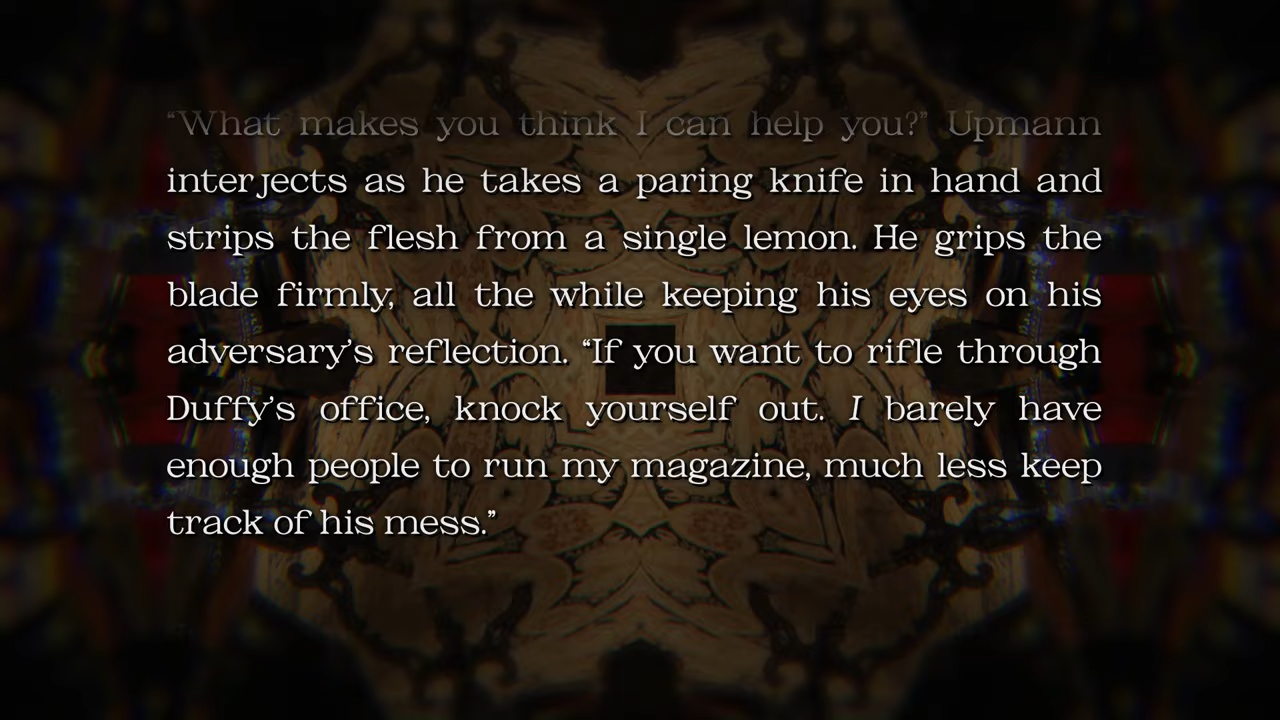 “What makes you think I can help you?” Upmann
interjects as he takes a paring knife in hand and
strips the flesh from a single lemon. He grips the
blade firmly, all the while keeping his eyes on his
adversary’s reflection. “If you want to rifle through
Duffy’s office, knock yourself out. I barely have
enough people to run my magazine, much less keep
track of his mess.”